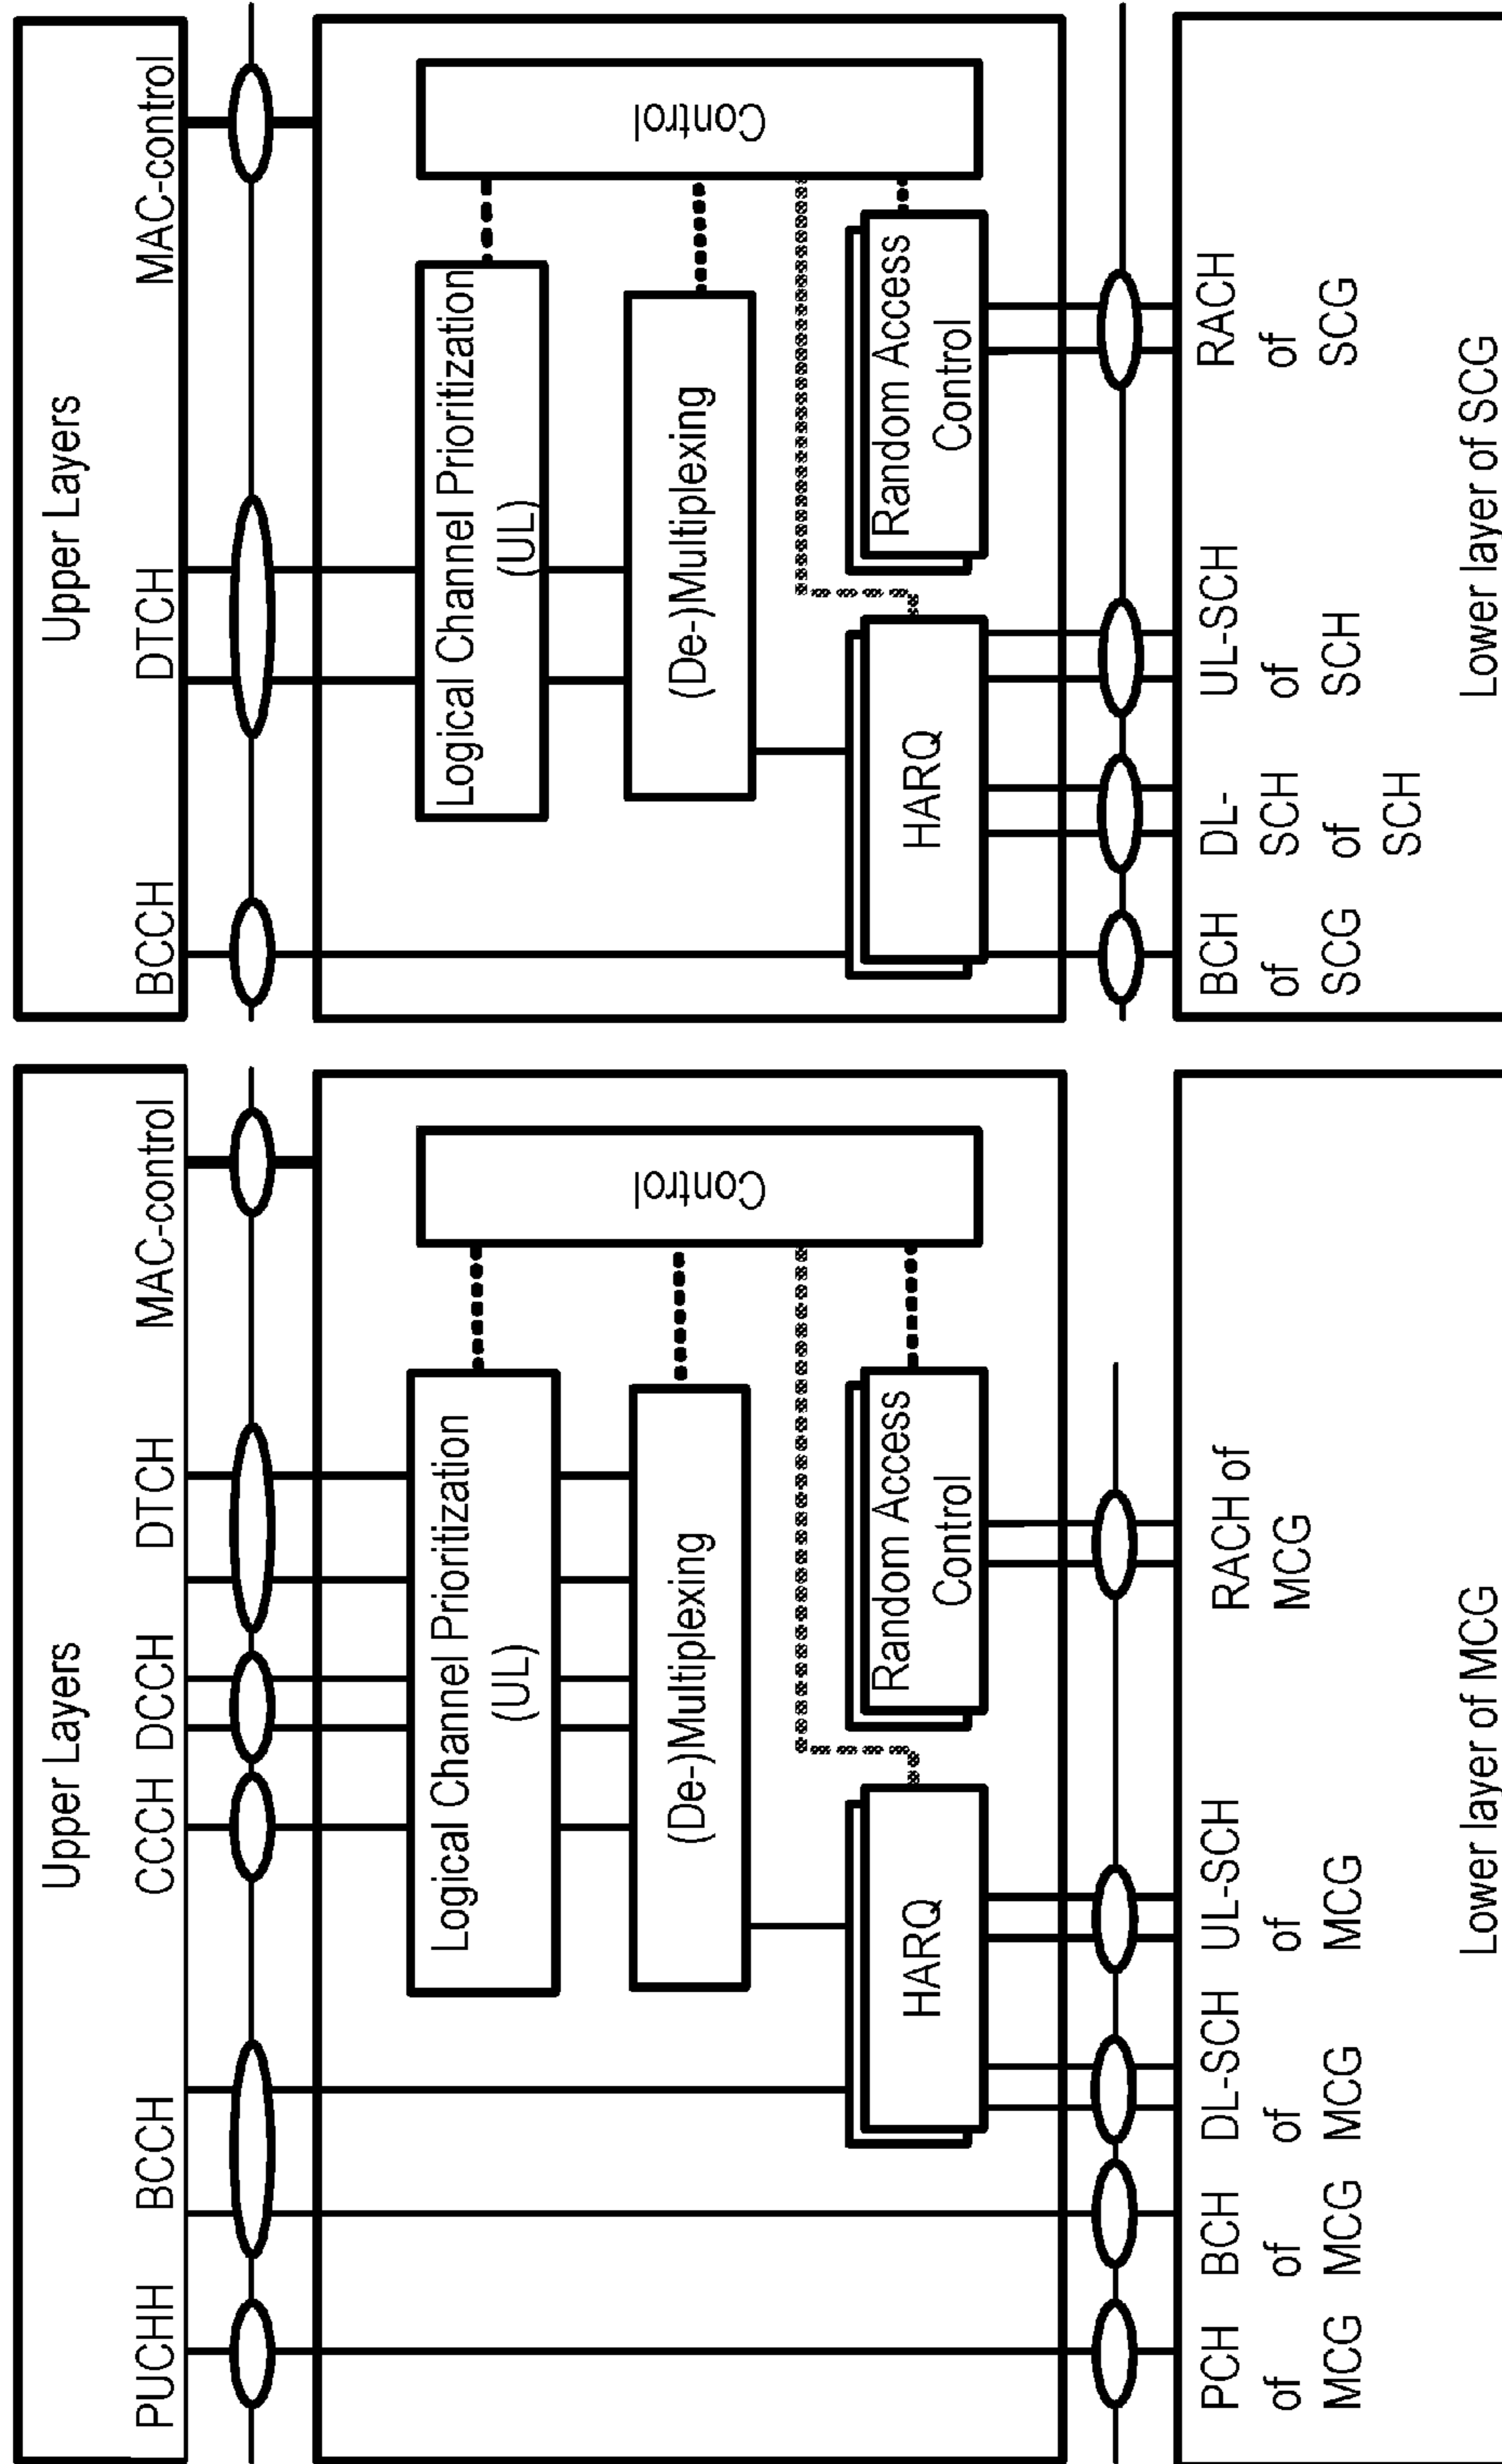 Upper Layers
PUCHH
BCCH
CCCH
DCCH
DTCH
MAC-control
Logical Channel Prioritization
(UL)
(De-)Multiplexing
HARQ
Random Access
Control
Control
PCH
of
MCG
BCH
of
MCG
DL-SCH
of
MCG
UL-SCH
of
MCG
RACH of
MCG
Lower layer of MCG
Upper Layers
BCCH
DTCH
MAC-control
Logical Channel Prioritization
(UL)
(De-)Multiplexing
HARQ
Random Access
Control
Control
BCH
of
SCG
DL-
SCH
of
SCH
UL-SCH
of
SCH
RACH
of
SCG
Lower layer of SCG